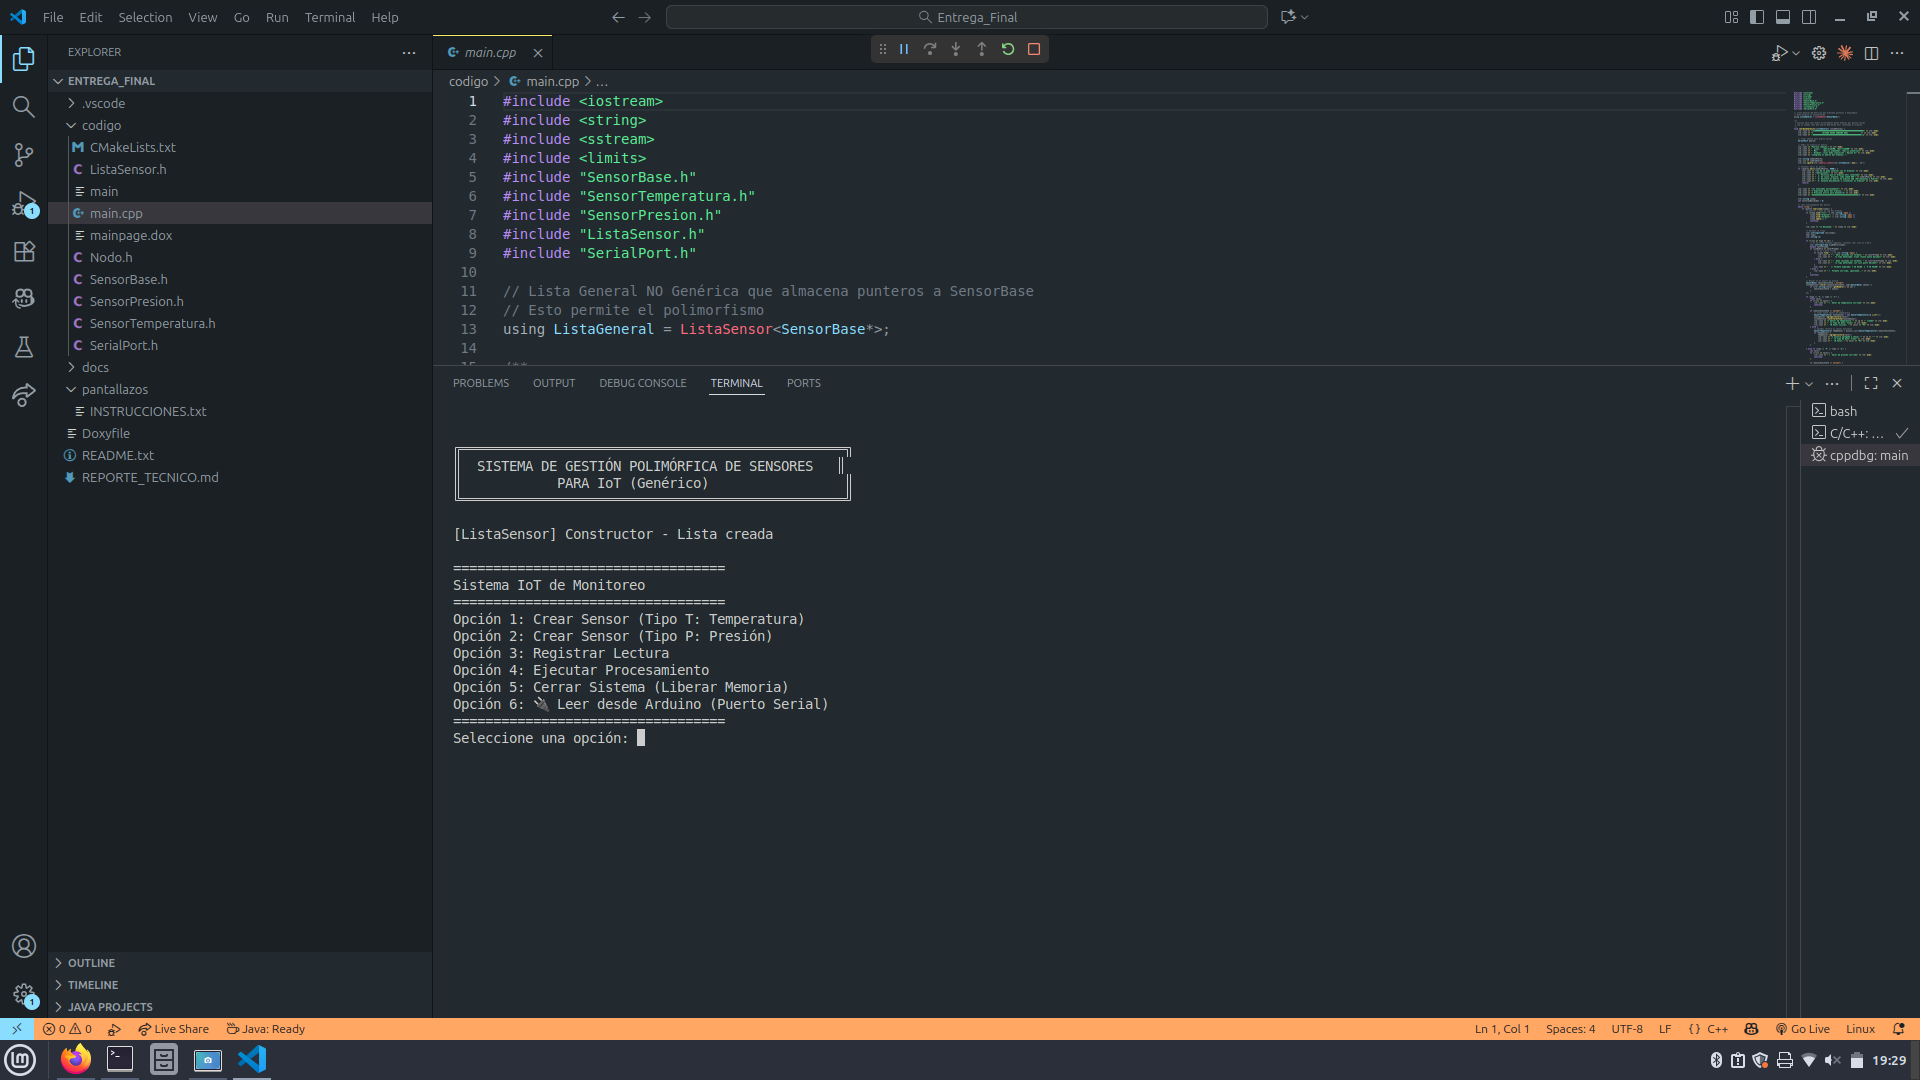 File Edit Selection View Go Run Terminal Help
Entrega_Final
EXPLORER
ENTREGA_FINAL
.vscode
codigo
CMakeLists.txt
ListaSensor.h
main
main.cpp
mainpage.dox
Nodo.h
SensorBase.h
SensorPresion.h
SensorTemperatura.h
SerialPort.h
docs
pantallazos
INSTRUCCIONES.txt
Doxyfile
README.txt
REPORTE_TECNICO.md
OUTLINE
TIMELINE
JAVA PROJECTS
1
1
main.cpp
codigo > main.cpp > ...
1 #include <iostream>
2 #include <string>
3 #include <sstream>
4 #include <limits>
5 #include "SensorBase.h"
6 #include "SensorTemperatura.h"
7 #include "SensorPresion.h"
8 #include "ListaSensor.h"
9 #include "SerialPort.h"
10
11 // Lista General NO Genérica que almacena punteros a SensorBase
12 // Esto permite el polimorfismo
13 using ListaGeneral = ListaSensor<SensorBase*>;
14
PROBLEMS OUTPUT DEBUG CONSOLE TERMINAL PORTS
SISTEMA DE GESTIÓN POLIMÓRFICA DE SENSORES
PARA IoT (Genérico)
[ListaSensor] Constructor - Lista creada
==================================
Sistema IoT de Monitoreo
==================================
Opción 1: Crear Sensor (Tipo T: Temperatura)
Opción 2: Crear Sensor (Tipo P: Presión)
Opción 3: Registrar Lectura
Opción 4: Ejecutar Procesamiento
Opción 5: Cerrar Sistema (Liberar Memoria)
Opción 6: 🔌 Leer desde Arduino (Puerto Serial)
==================================
Seleccione una opción:
bash
C/C++: ...
cppdbg: main
0 0 Live Share Java: Ready
Ln 1, Col 1 Spaces: 4 UTF-8 LF {} C++ Go Live Linux
19:29